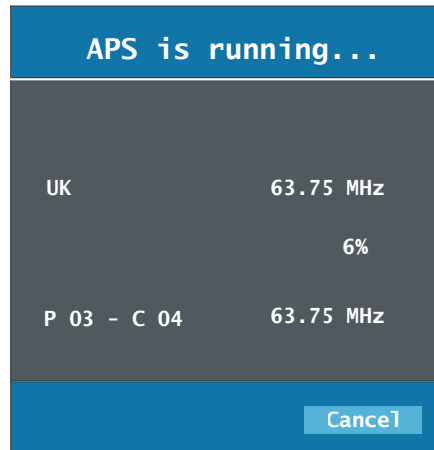 APS is running...
UK 63.75 MHz
6%
P 03 - C 04 63.75 MHz
Cancel